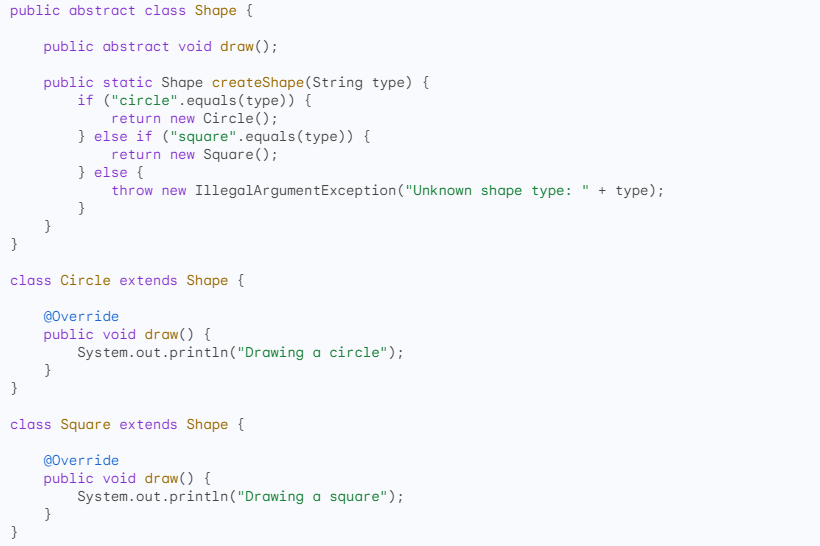 public abstract class Shape {
    public abstract void draw();
    public static Shape createShape(String type) {
        if ("circle".equals(type)) {
            return new Circle();
        } else if ("square".equals(type)) {
            return new Square();
        } else {
            throw new IllegalArgumentException("Unknown shape type: " + type);
        }
    }
}
class Circle extends Shape {
    @Override
    public void draw() {
        System.out.println("Drawing a circle");
    }
}
class Square extends Shape {
    @Override
    public void draw() {
        System.out.println("Drawing a square");
    }
}